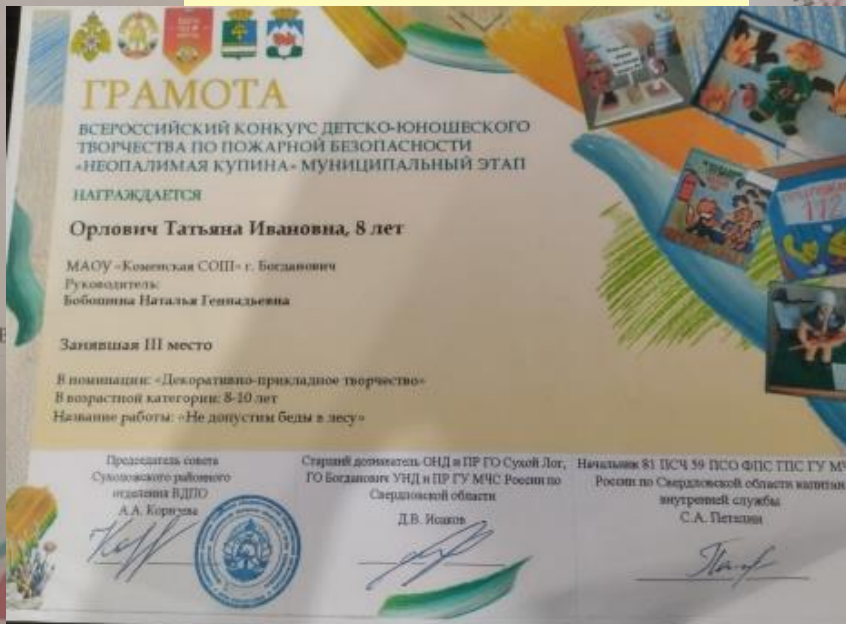 ГРАМОТА
ВСЕРОССИЙСКИЙ КОНКУРС ДЕТСКО-ЮНОШЕСКОГО
ТВОРЧЕСТВА ПО ПОЖАРНОЙ БЕЗОПАСНОСТИ
«НЕОПАЛИМАЯ КУПИНА» МУНИЦИПАЛЬНЫЙ ЭТАП
НАГРАЖДАЕТСЯ
Орлович Татьяна Ивановна, 8 лет
МАОУ «Коменская СОШ» г. Богданович
Руководитель:
Бобошина Наталья Геннадьевна
Занявшая III место
В номинации: «Декоративно-прикладное творчество»
В возрастной категории: 8-10 лет
Название работы: «Не допустим беды в лесу»
Председатель совета
Сухоложского районного
отделения ВДПО
А.А.
Старший дознаватель ОНД и ПР ГО Сухой Лог,
ГО Богданович УНД и ПР ГУ МЧС России по
Свердловской области
Д.В.
Начальник 81 ПСЧ 59 ПСО ФПС ГПС ГУ МЧ
России по Свердловской области капитан
внутренней службы
С.А. Петелин
112